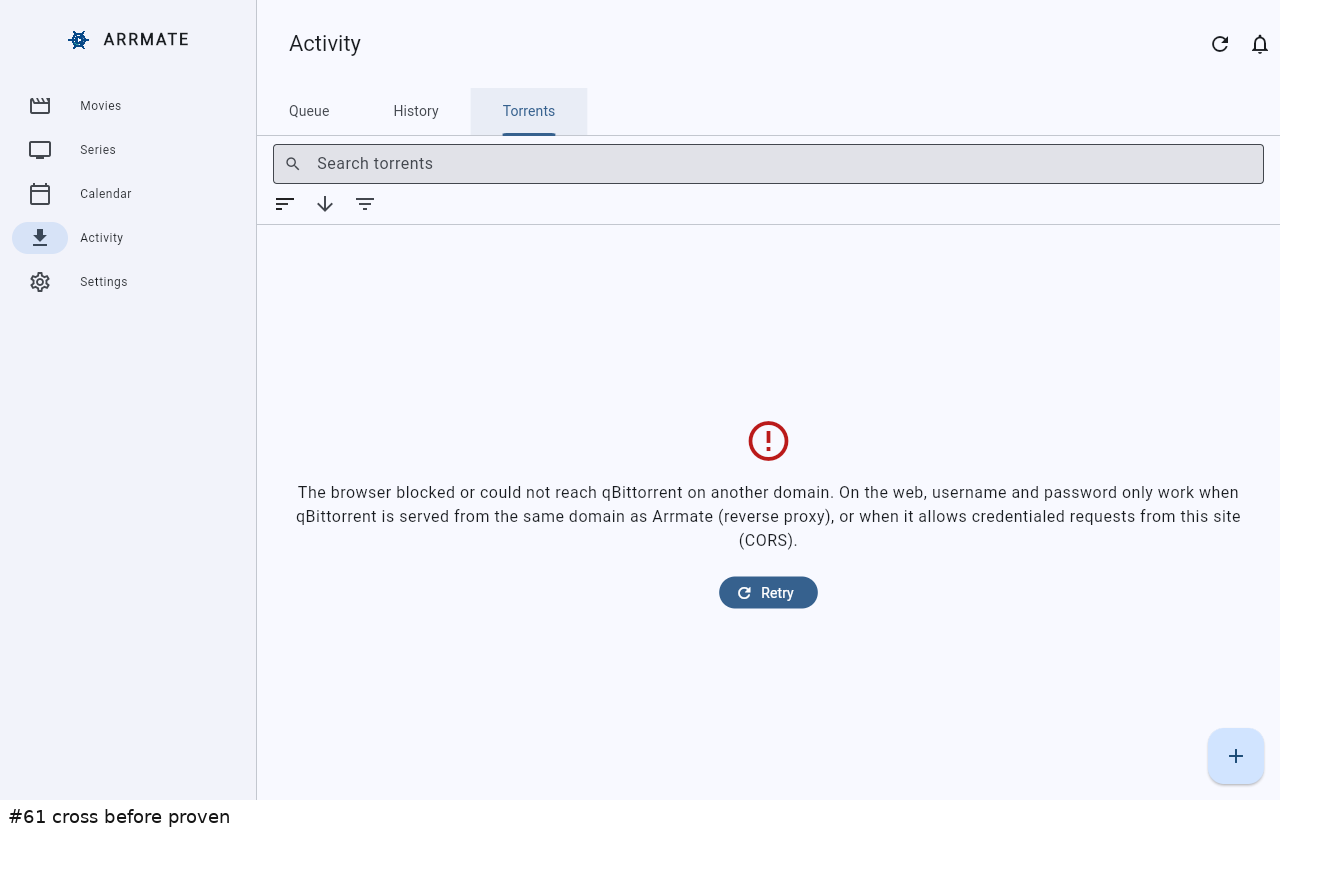 ARRMATE
Movies
Series
Calendar
Activity
Settings
Activity
Queue
History
Torrents
Search torrents
The browser blocked or could not reach qBittorrent on another domain. On the web, username and password only work when
qBittorrent is served from the same domain as Arrmate (reverse proxy), or when it allows credentialed requests from this site
(CORS).
Retry
#61 cross before proven